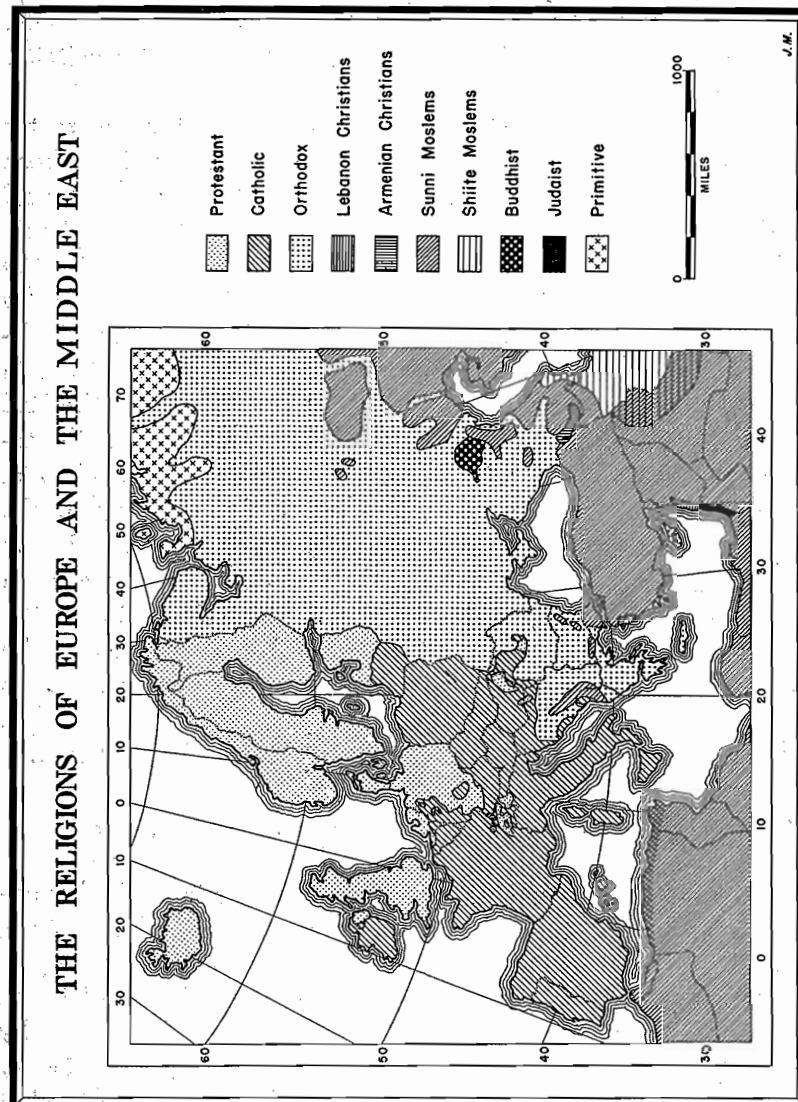 THE RELIGIONS OF EUROPE AND THE MIDDLE EAST
Protestant
Catholic
Orthodox
Lebanon Christians
Armenian Christians
Sunni Moslems
Shiite Moslems
Buddhist
Judaist
Primitive
0 1000
MILES
J.M.
30 20 10 0 10 20 30 40 50 60 70
60 60
50 50
40 40
30 30
0 10 20 30 40